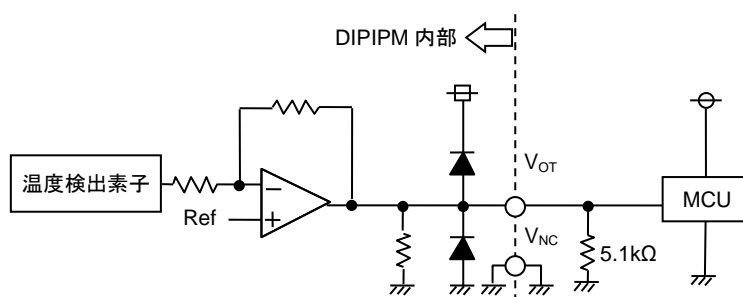 DIPIPM 内部
温度検出素子
Ref
−
+
VOT
VNC
5.1kΩ
MCU